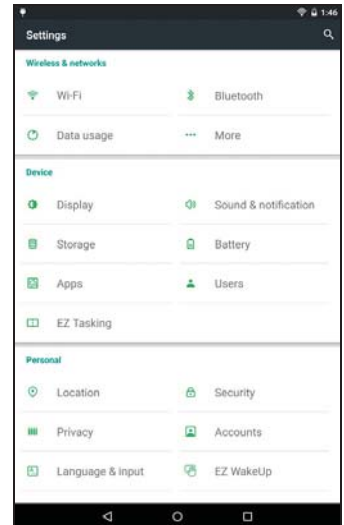 1:46
Settings
Wireless & networks
Wi-Fi Bluetooth
Data usage More
Device
Display Sound & notification
Storage Battery
Apps Users
EZ Tasking
Personal
Location Security
Privacy Accounts
Language & input EZ WakeUp